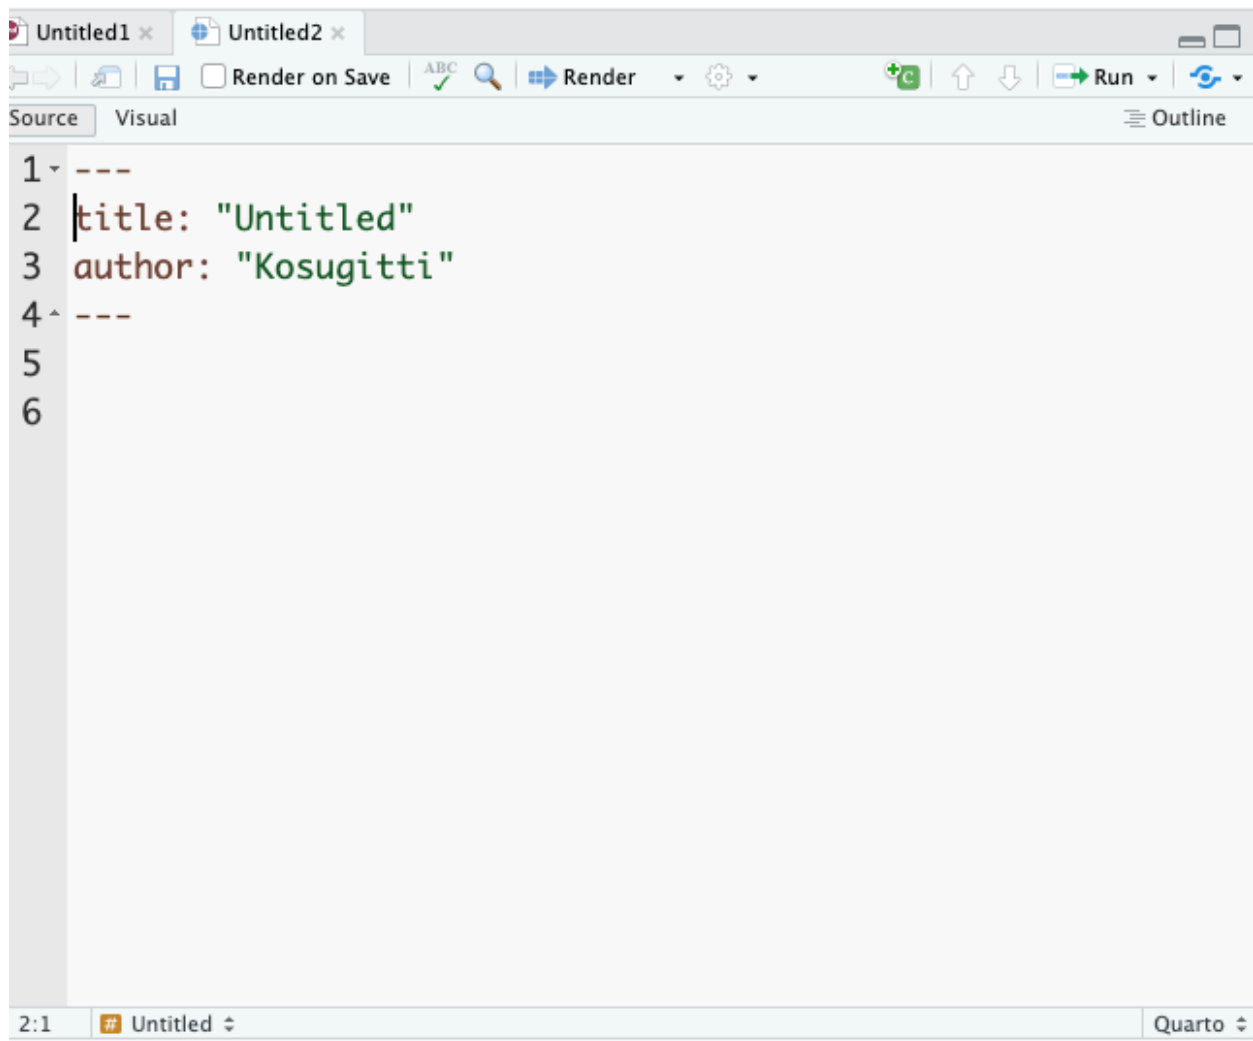 Untitled1 × Untitled2 ×
Render on Save ABC Render Run
Source Visual Outline
1 ---
2 title: "Untitled"
3 author: "Kosugitti"
4 ---
5
6
2:1 # Untitled Quarto